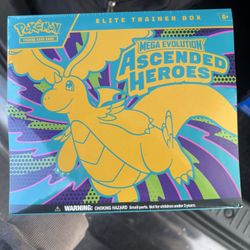 ELITE TRAINER BOX
6+
Pokémon
TRADING CARD GAME
MEGA EVOLUTION
ASCENDED
HEROES
WARNING: CHOKING HAZARD Small parts. Not for children under 3 years.